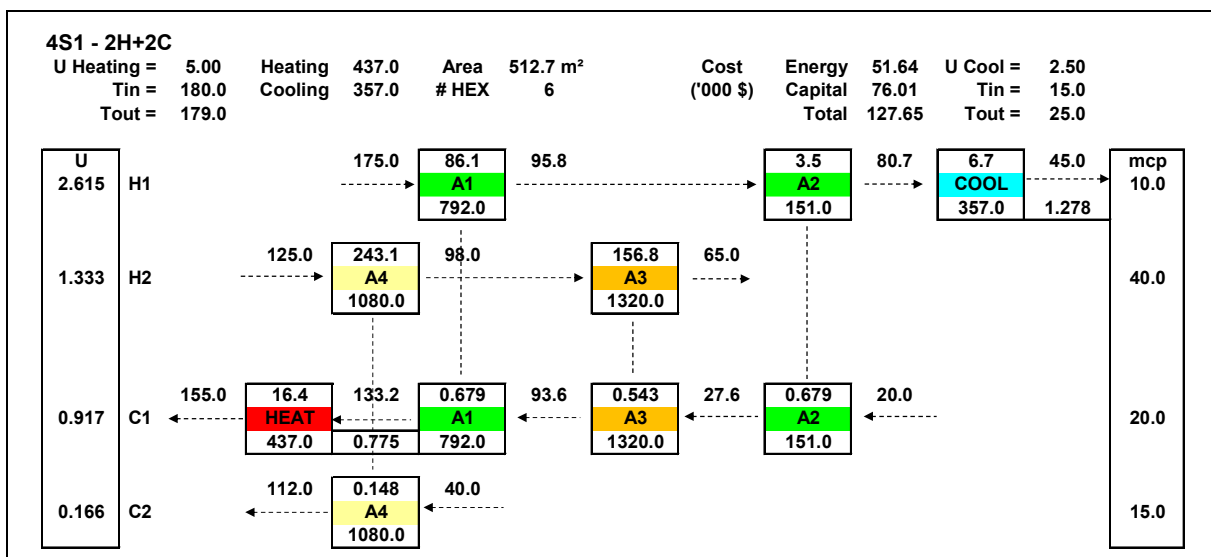 4S1 - 2H+2C
U Heating = 5.00 Heating 437.0 Area 512.7 m² Cost Energy 51.64 U Cool = 2.50
Tin = 180.0 Cooling 357.0 # HEX 6 ('000 $) Capital 76.01 Tin = 15.0
Tout = 179.0 Total 127.65 Tout = 25.0
U 175.0 86.1 95.8 3.5 80.7 6.7 45.0 mcp
2.615 H1 A1 A2 COOL 10.0
792.0 151.0 357.0 1.278
125.0 243.1 98.0 156.8 65.0
1.333 H2 A4 A3 40.0
1080.0 1320.0
155.0 16.4 133.2 0.679 93.6 0.543 27.6 0.679 20.0
0.917 C1 HEAT A1 A3 A2 20.0
437.0 0.775 792.0 1320.0 151.0
112.0 0.148 40.0
0.166 C2 A4 15.0
1080.0